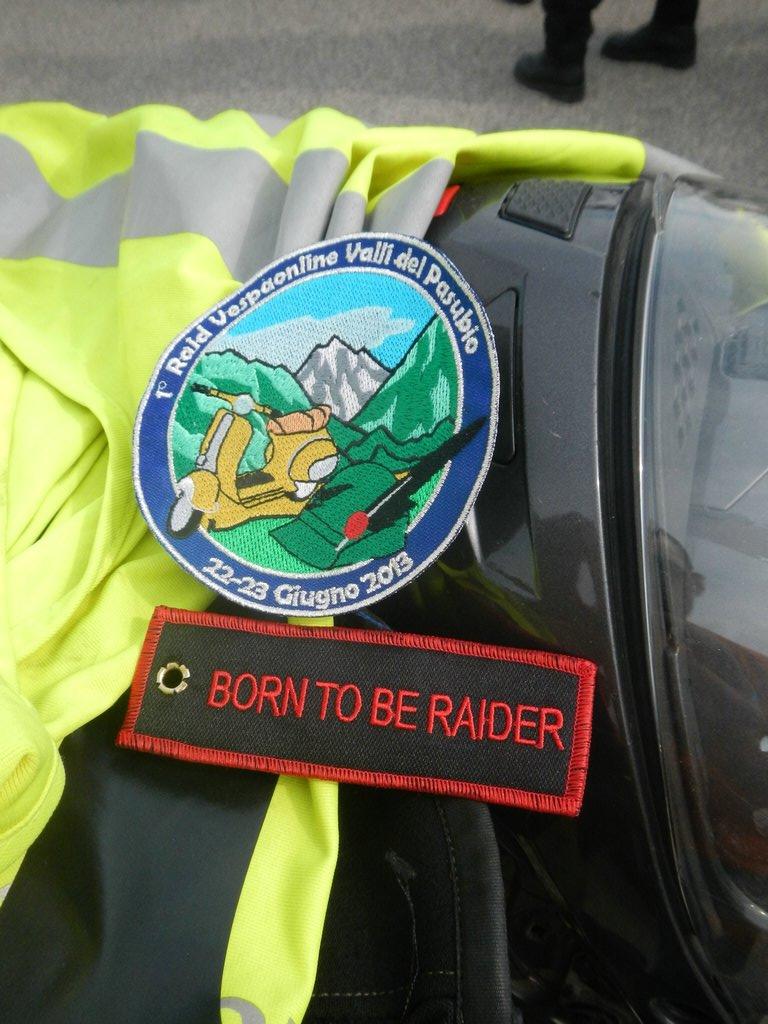 1° Raid Vespaonline Valli del Pasubio
22-23 Giugno 2013
BORN TO BE RAIDER